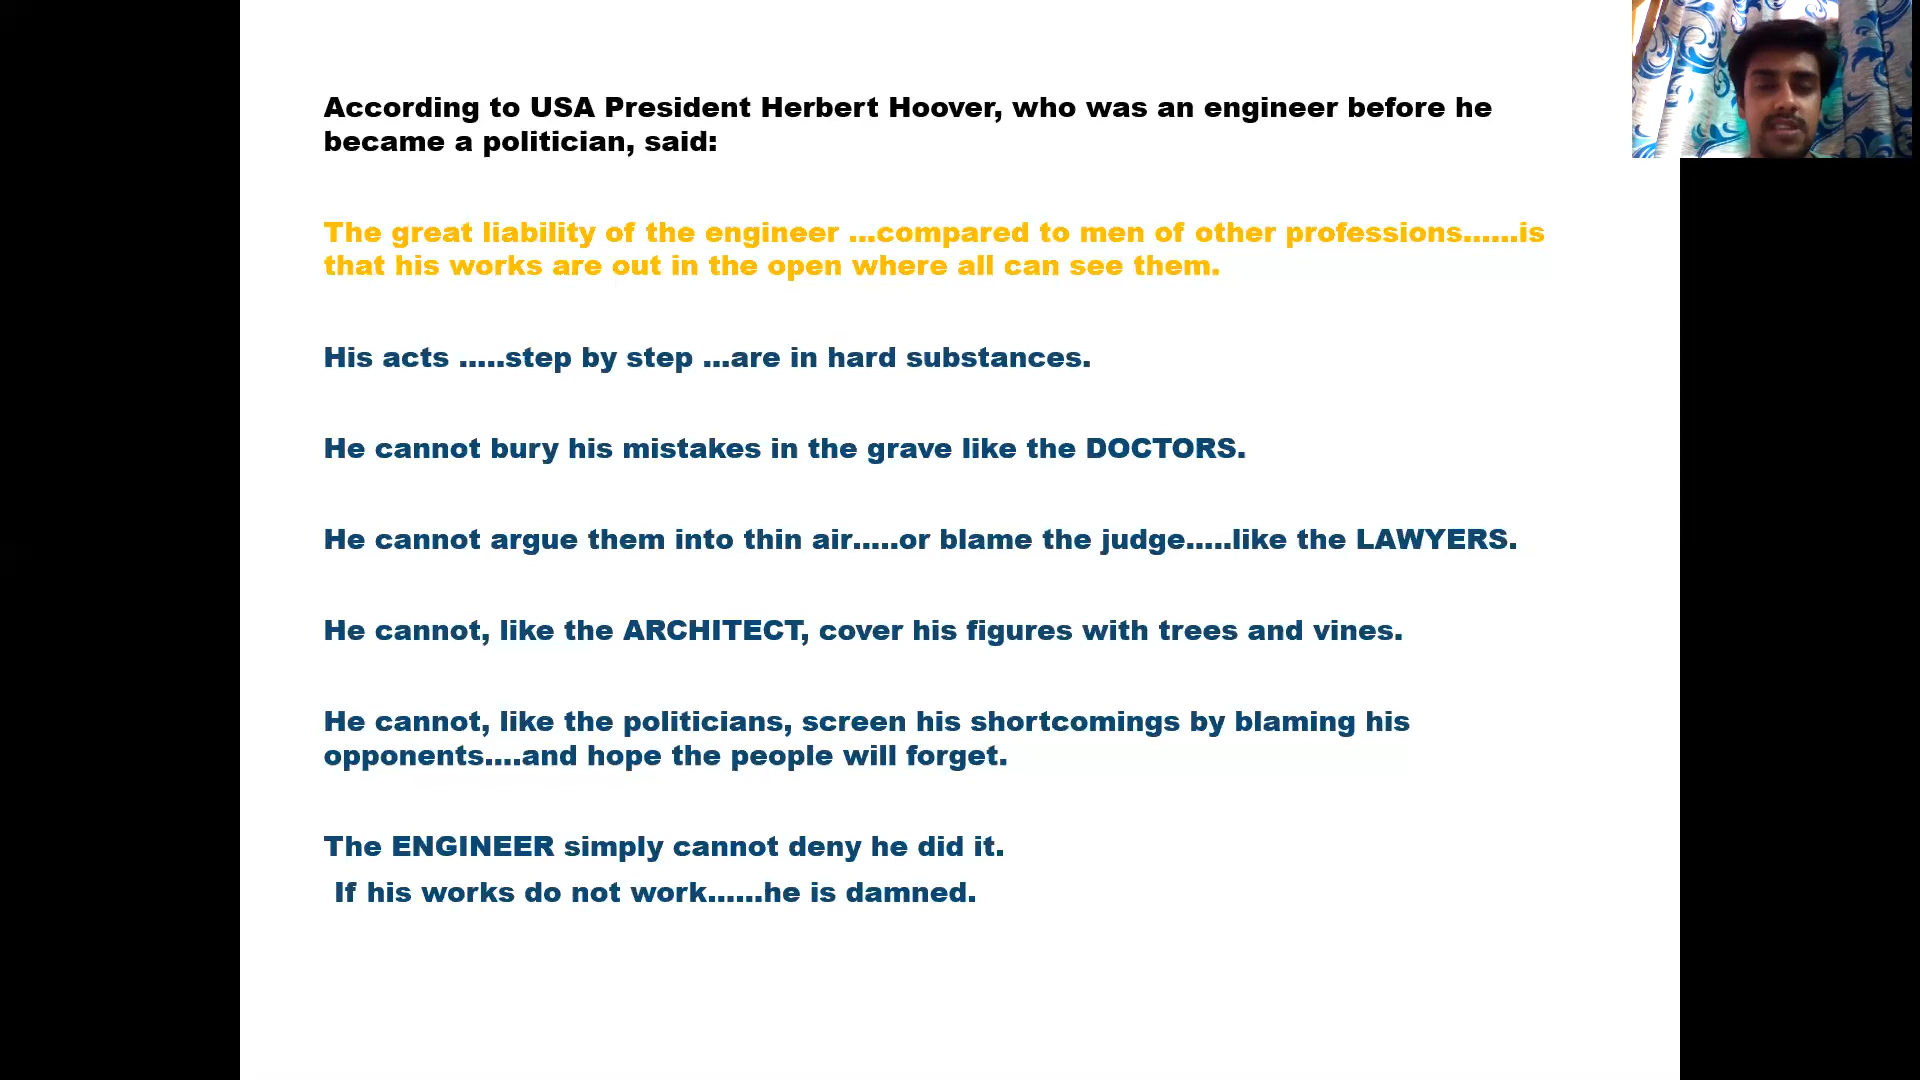 According to USA President Herbert Hoover, who was an engineer before he
became a politician, said:
The great liability of the engineer ...compared to men of other professions......is
that his works are out in the open where all can see them.
His acts .....step by step ...are in hard substances.
He cannot bury his mistakes in the grave like the DOCTORS.
He cannot argue them into thin air.....or blame the judge.....like the LAWYERS.
He cannot, like the ARCHITECT, cover his figures with trees and vines.
He cannot, like the politicians, screen his shortcomings by blaming his
opponents....and hope the people will forget.
The ENGINEER simply cannot deny he did it.
If his works do not work......he is damned.